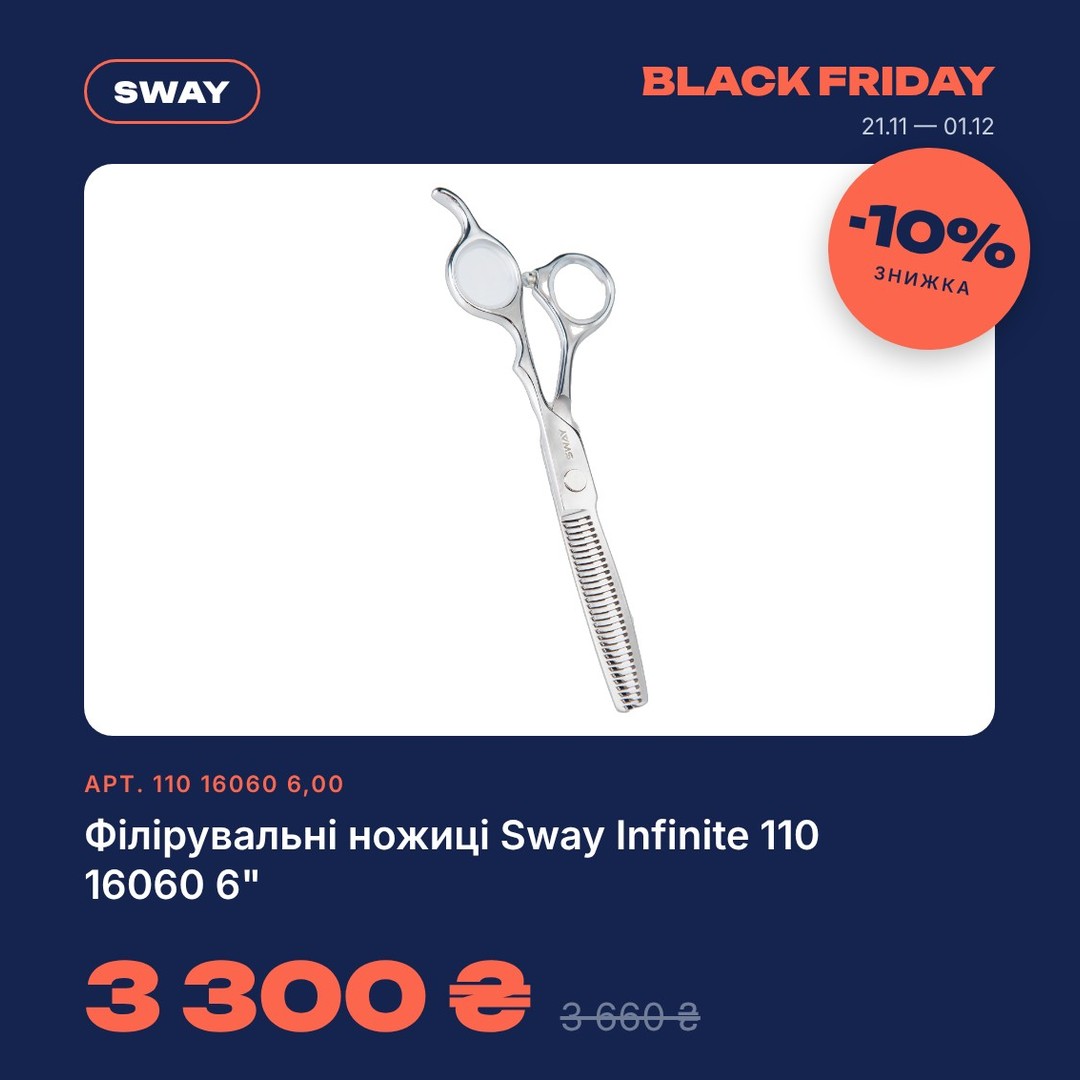 SWAY
BLACK FRIDAY
21.11 — 01.12
-10%
ЗНИЖКА
SWAY
АРТ. 110 16060 6,00
Філірувальні ножиці Sway Infinite 110
16060 6"
3 300 ₴ 3 660 ₴